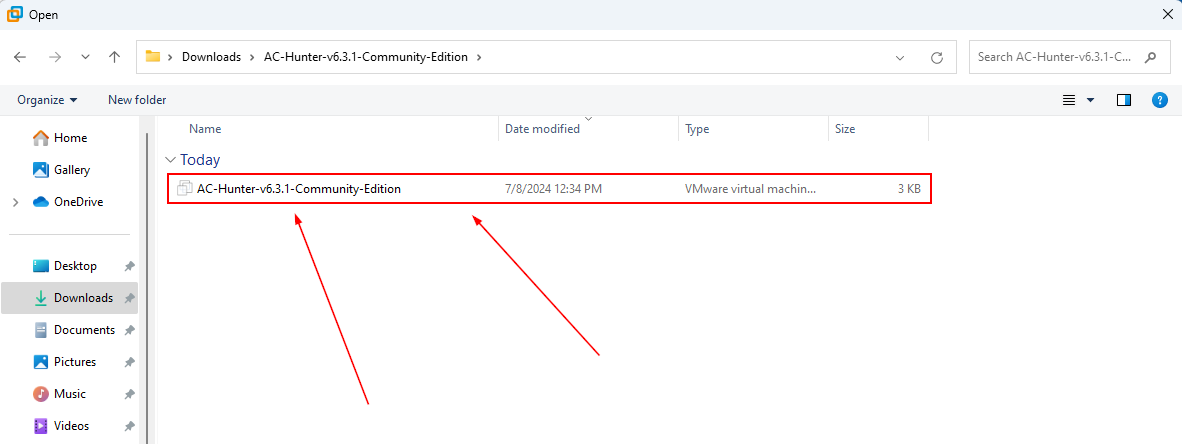 Open
Downloads > AC-Hunter-v6.3.1-Community-Edition >
Search AC-Hunter-v6.3.1-C...
Organize
New folder
Home
Gallery
OneDrive
Desktop
Downloads
Documents
Pictures
Music
Videos
Name Date modified Type Size
Today
AC-Hunter-v6.3.1-Community-Edition 7/8/2024 12:34 PM VMware virtual machin... 3 KB